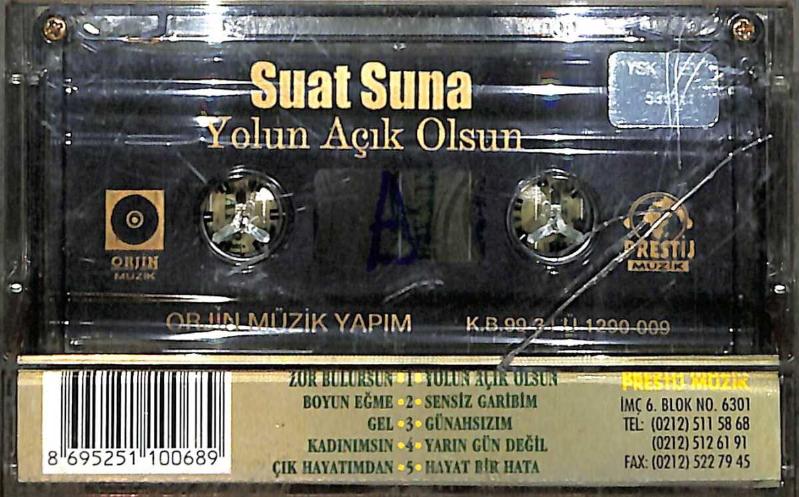 Suat Suna
Yolun Açık Olsun
YSK
ORJİN
MÜZİK
PRESTİJ
MÜZİK
ORJİN MÜZİK YAPIM
ZOR BULURSUN • 1 • YOLUN AÇIK OLSUN
BOYUN EĞME • 2 • SENSİZ GARİBİM
GEL • 3 • GÜNAHSIZIM
KADINIMSIN • 4 • YARIN GÜN DEĞİL
ÇIK HAYATIMDAN • 5 • HAYAT BİR HATA
8 695251 100689
PRESTİJ MÜZİK
İMÇ 6. BLOK NO. 6301
TEL: (0212) 511 58 68
(0212) 512 61 91
FAX: (0212) 522 79 45